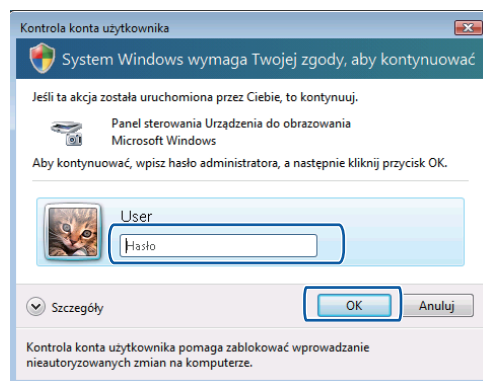 Kontrola konta użytkownika
System Windows wymaga Twojej zgody, aby kontynuować
Jeśli ta akcja została uruchomiona przez Ciebie, to kontynuuj.
Panel sterowania Urządzenia do obrazowania
Microsoft Windows
Aby kontynuować, wpisz hasło administratora, a następnie kliknij przycisk OK.
User
Hasło
Szczegóły
OK
Anuluj
Kontrola konta użytkownika pomaga zablokować wprowadzanie
nieautoryzowanych zmian na komputerze.